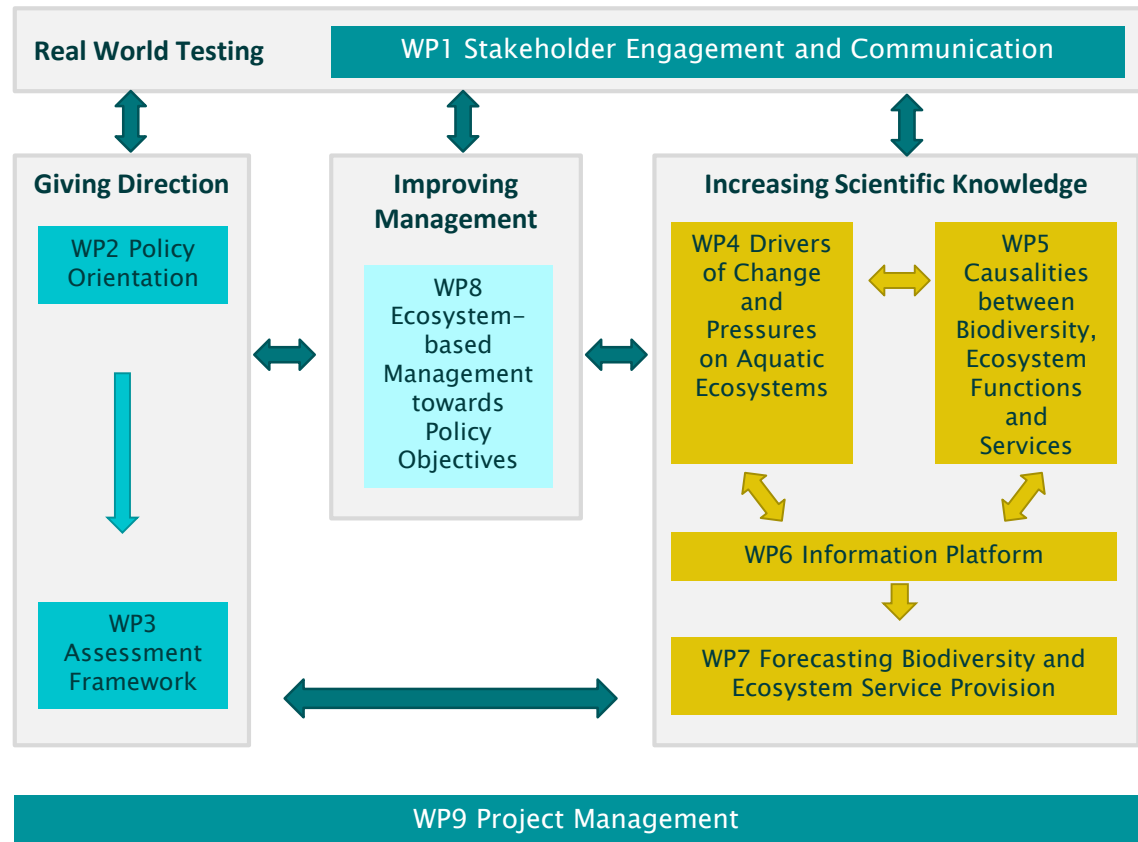 Real World Testing
WP1 Stakeholder Engagement and Communication
Giving Direction
WP2 Policy
Orientation
WP3
Assessment
Framework
Improving
Management
WP8
Ecosystem-
based
Management
towards
Policy
Objectives
Increasing Scientific Knowledge
WP4 Drivers
of Change
and
Pressures
on Aquatic
Ecosystems
WP5
Causalities
between
Biodiversity,
Ecosystem
Functions
and
Services
WP6 Information Platform
WP7 Forecasting Biodiversity and
Ecosystem Service Provision
WP9 Project Management